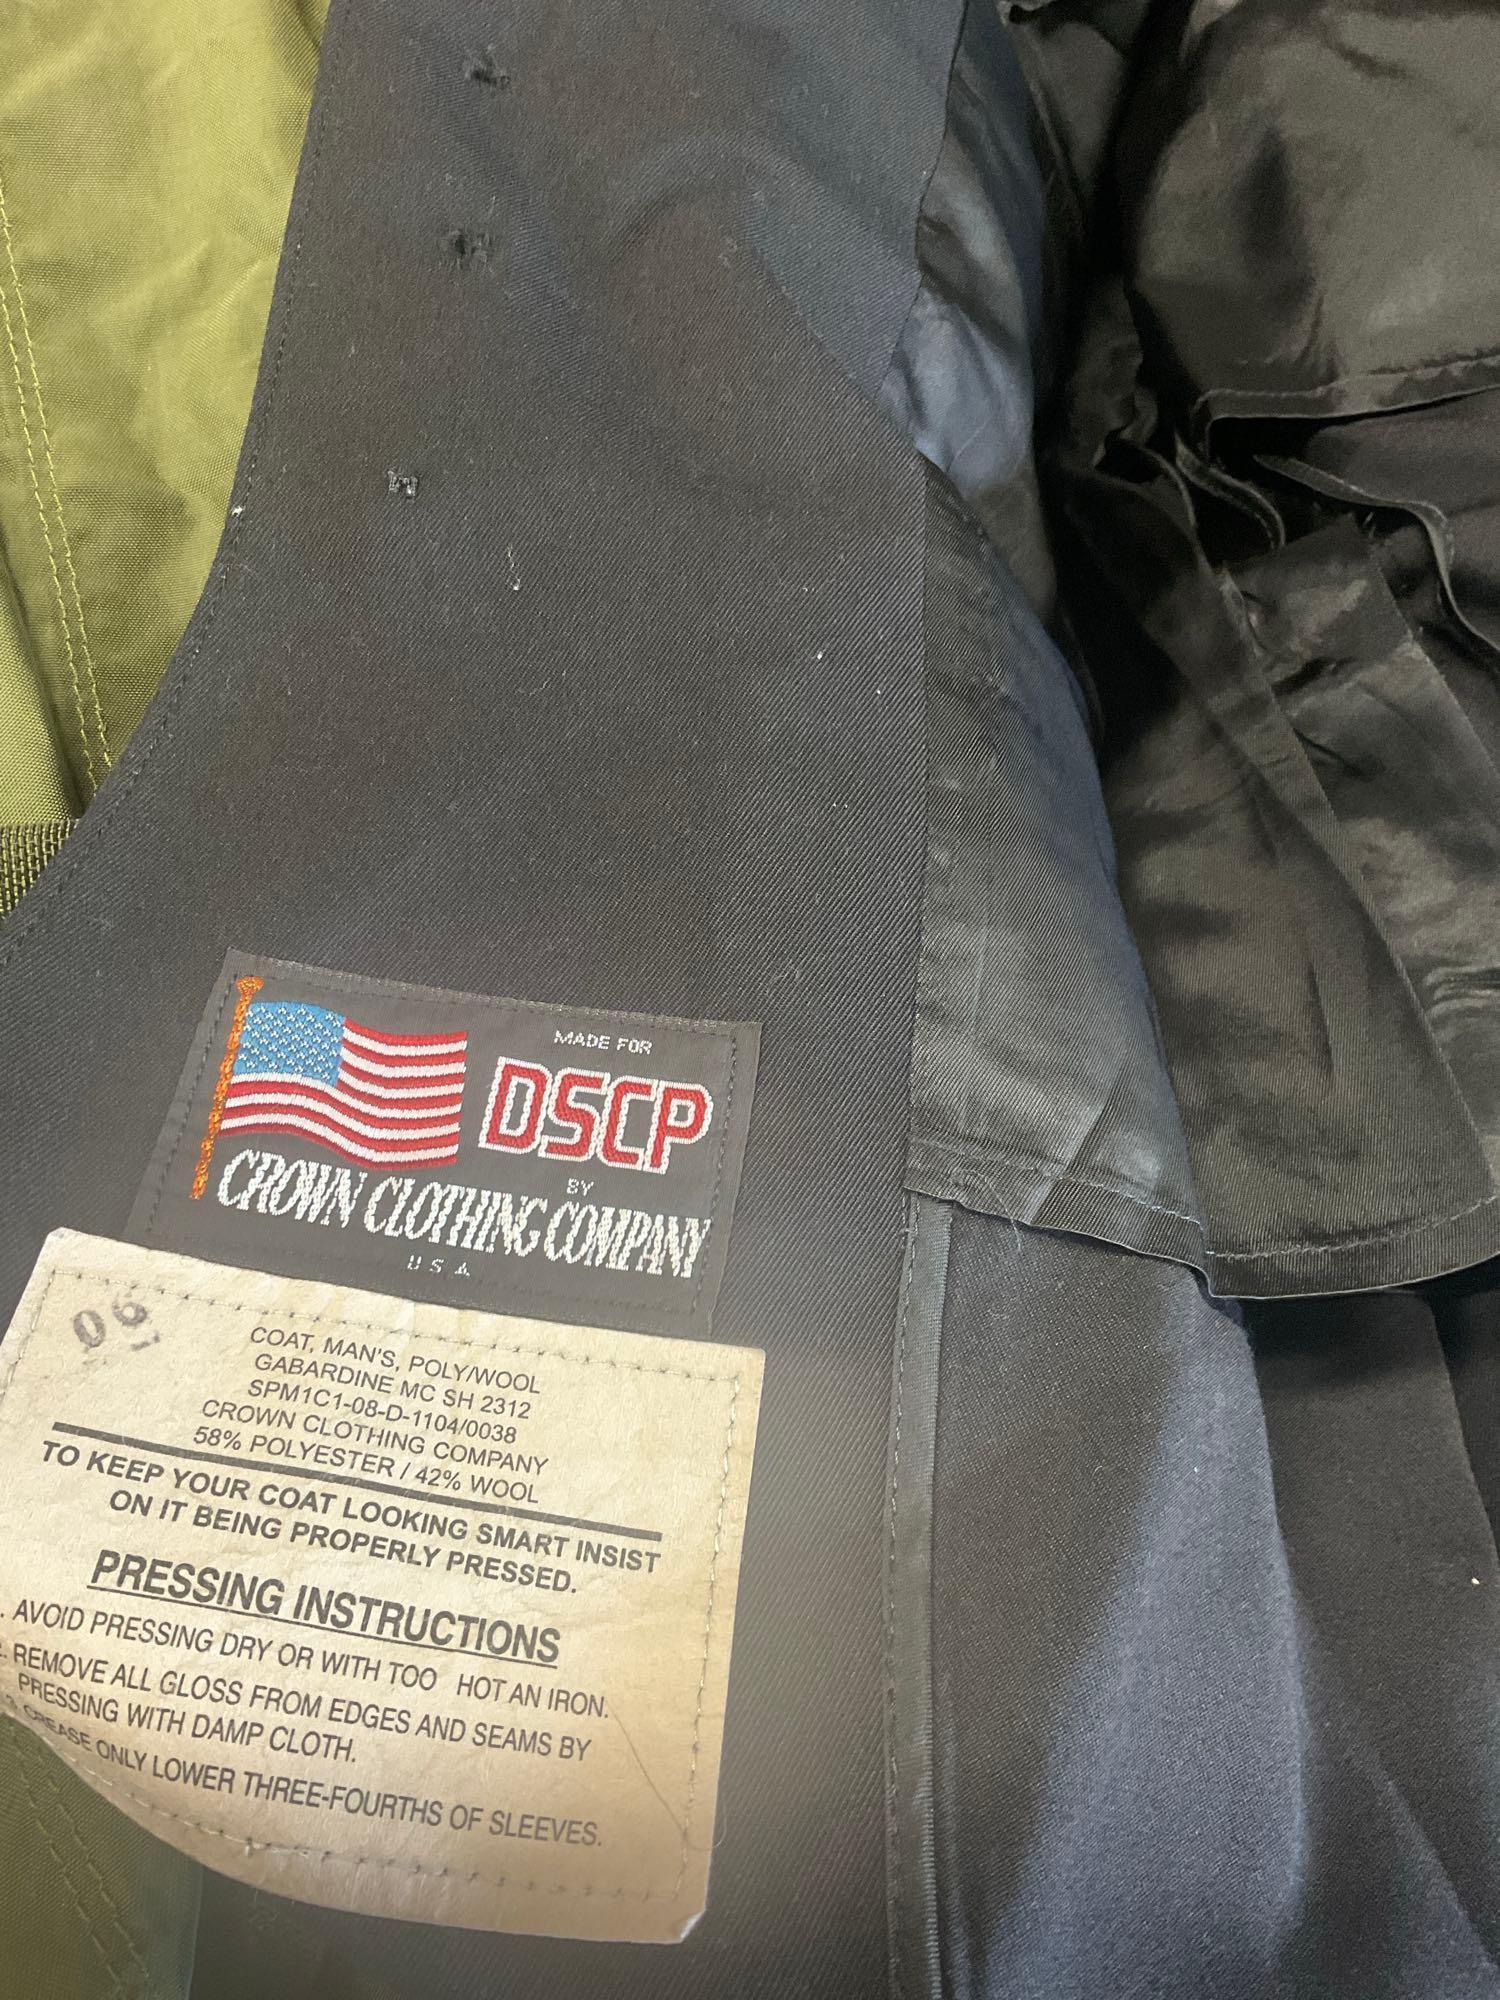 MADE FOR
DSCP
BY
CROWN CLOTHING COMPANY
USA
06
COAT, MAN'S, POLY/WOOL
GABARDINE MC SH 2312
SPM1C1-08-D-1104/0038
CROWN CLOTHING COMPANY
58% POLYESTER / 42% WOOL
TO KEEP YOUR COAT LOOKING SMART INSIST
ON IT BEING PROPERLY PRESSED.
PRESSING INSTRUCTIONS
. AVOID PRESSING DRY OR WITH TOO HOT AN IRON.
2. REMOVE ALL GLOSS FROM EDGES AND SEAMS BY
PRESSING WITH DAMP CLOTH.
3. CREASE ONLY LOWER THREE-FOURTHS OF SLEEVES.